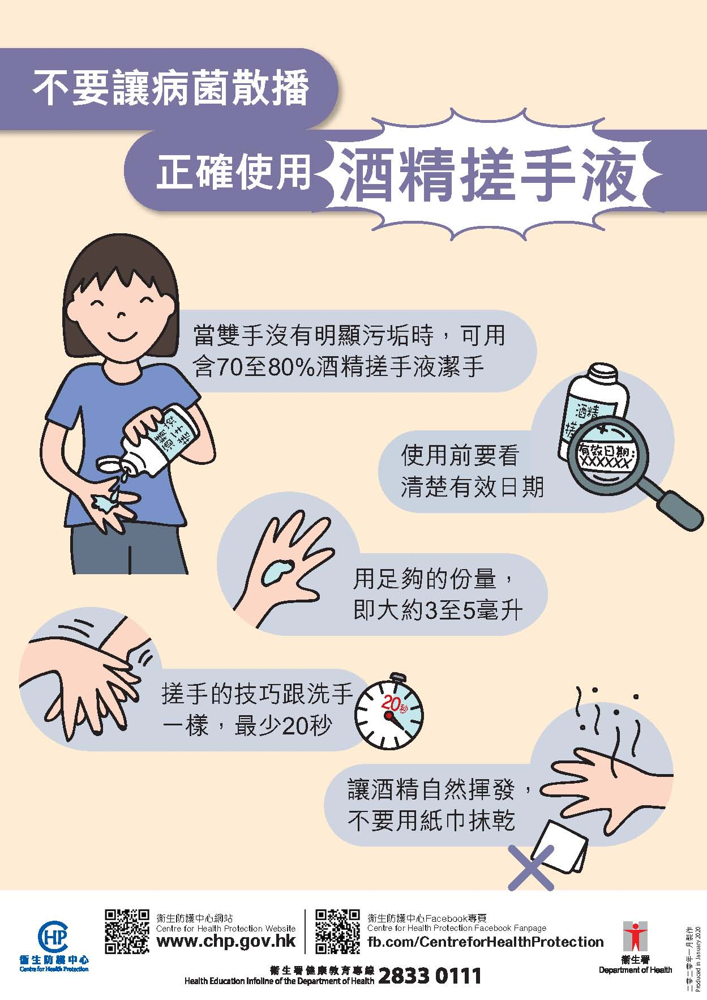 不要讓病菌散播
正確使用 酒精搓手液
當雙手沒有明顯污垢時，可用
含70至80%酒精搓手液潔手
酒精
搓
有效日期:
XXXXXX
使用前要看
清楚有效日期
用足夠的份量，
即大約3至5毫升
搓手的技巧跟洗手
一樣，最少20秒
20秒
讓酒精自然揮發，
不要用紙巾抹乾
CHP
衞生防護中心
Centre for Health Protection
衞生防護中心網站
Centre for Health Protection Website
www.chp.gov.hk
衞生防護中心Facebook專頁
Centre for Health Protection Facebook Fanpage
fb.com/CentreforHealthProtection
衞生署健康教育專線
Health Education Infoline of the Department of Health 2833 0111
衞生署
Department of Health
二零二零年一月製作
Produced in January 2020